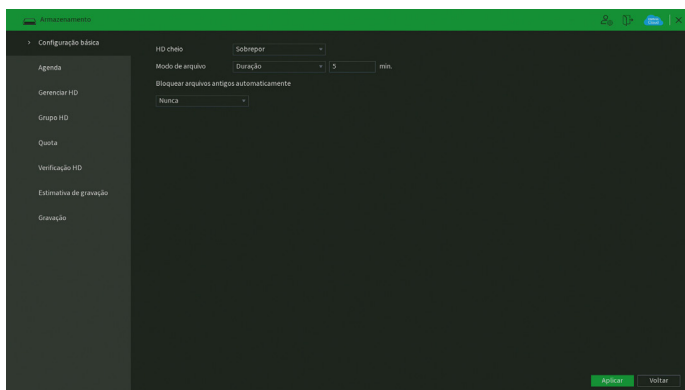 Armazenamento
Configuração básica
Agenda
Gerenciar HD
Grupo HD
Quota
Verificação HD
Estimativa de gravação
Gravação
HD cheio Sobrepor
Modo de arquivo Duração 5 min.
Bloquear arquivos antigos automaticamente
Nunca
Aplicar Voltar